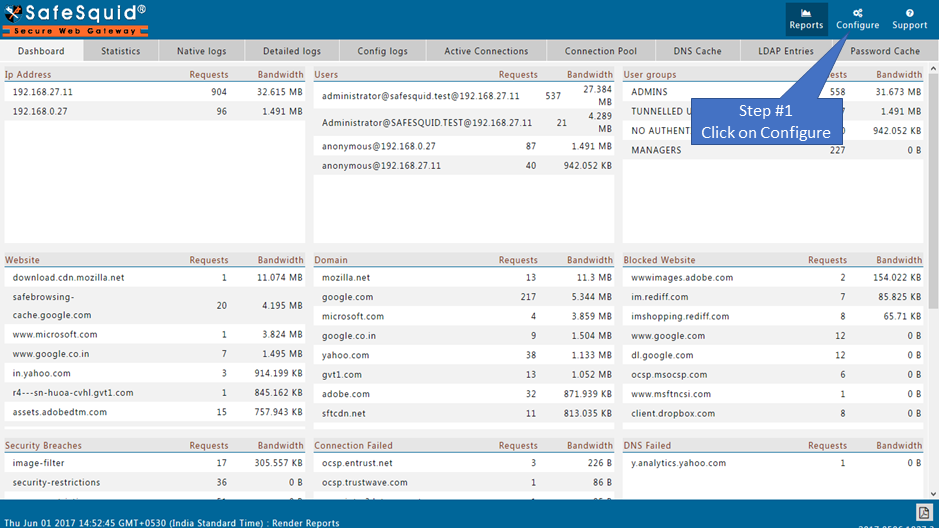 SafeSquid®
Secure Web Gateway
Reports Configure Support
Dashboard Statistics Native logs Detailed logs Config logs Active Connections Connection Pool DNS Cache LDAP Entries Password Cache
Step #1
Click on Configure
Ip Address Requests Bandwidth
192.168.27.11 904 32.615 MB
192.168.0.27 96 1.491 MB
Users Requests Bandwidth
administrator@safesquid.test@192.168.27.11 537 27.384 MB
Administrator@SAFESQUID.TEST@192.168.27.11 21 4.289 MB
anonymous@192.168.0.27 87 1.491 MB
anonymous@192.168.27.11 40 942.052 KB
User groups Bandwidth
ADMINS 558 31.673 MB
TUNNELLED 1.491 MB
NO AUTHENT 942.052 KB
MANAGERS 227 0 B
Website Requests Bandwidth
download.cdn.mozilla.net 1 11.074 MB
safebrowsing-
cache.google.com 20 4.195 MB
www.microsoft.com 1 3.824 MB
www.google.co.in 7 1.495 MB
in.yahoo.com 3 914.199 KB
r4---sn-huoa-cvhl.gvt1.com 1 845.162 KB
assets.adobedtm.com 15 757.943 KB
Domain Requests Bandwidth
mozilla.net 13 11.3 MB
google.com 217 5.344 MB
microsoft.com 4 3.859 MB
google.co.in 9 1.504 MB
yahoo.com 38 1.133 MB
gvt1.com 13 1.052 MB
adobe.com 32 871.939 KB
sftcdn.net 11 813.035 KB
Blocked Website Requests Bandwidth
wwwimages.adobe.com 2 154.022 KB
im.rediff.com 7 85.825 KB
imshopping.rediff.com 8 65.71 KB
www.google.com 12 0 B
dl.google.com 12 0 B
ocsp.msocsp.com 6 0 B
www.msftncsi.com 1 0 B
client.dropbox.com 8 0 B
Security Breaches Requests Bandwidth
image-filter 17 305.557 KB
security-restrictions 36 0 B
Connection Failed Requests Bandwidth
ocsp.entrust.net 3 226 B
ocsp.trustwave.com 1 86 B
DNS Failed Requests Bandwidth
y.analytics.yahoo.com 1 0 B
Thu Jun 01 2017 14:52:45 GMT+0530 (India Standard Time) : Render Reports